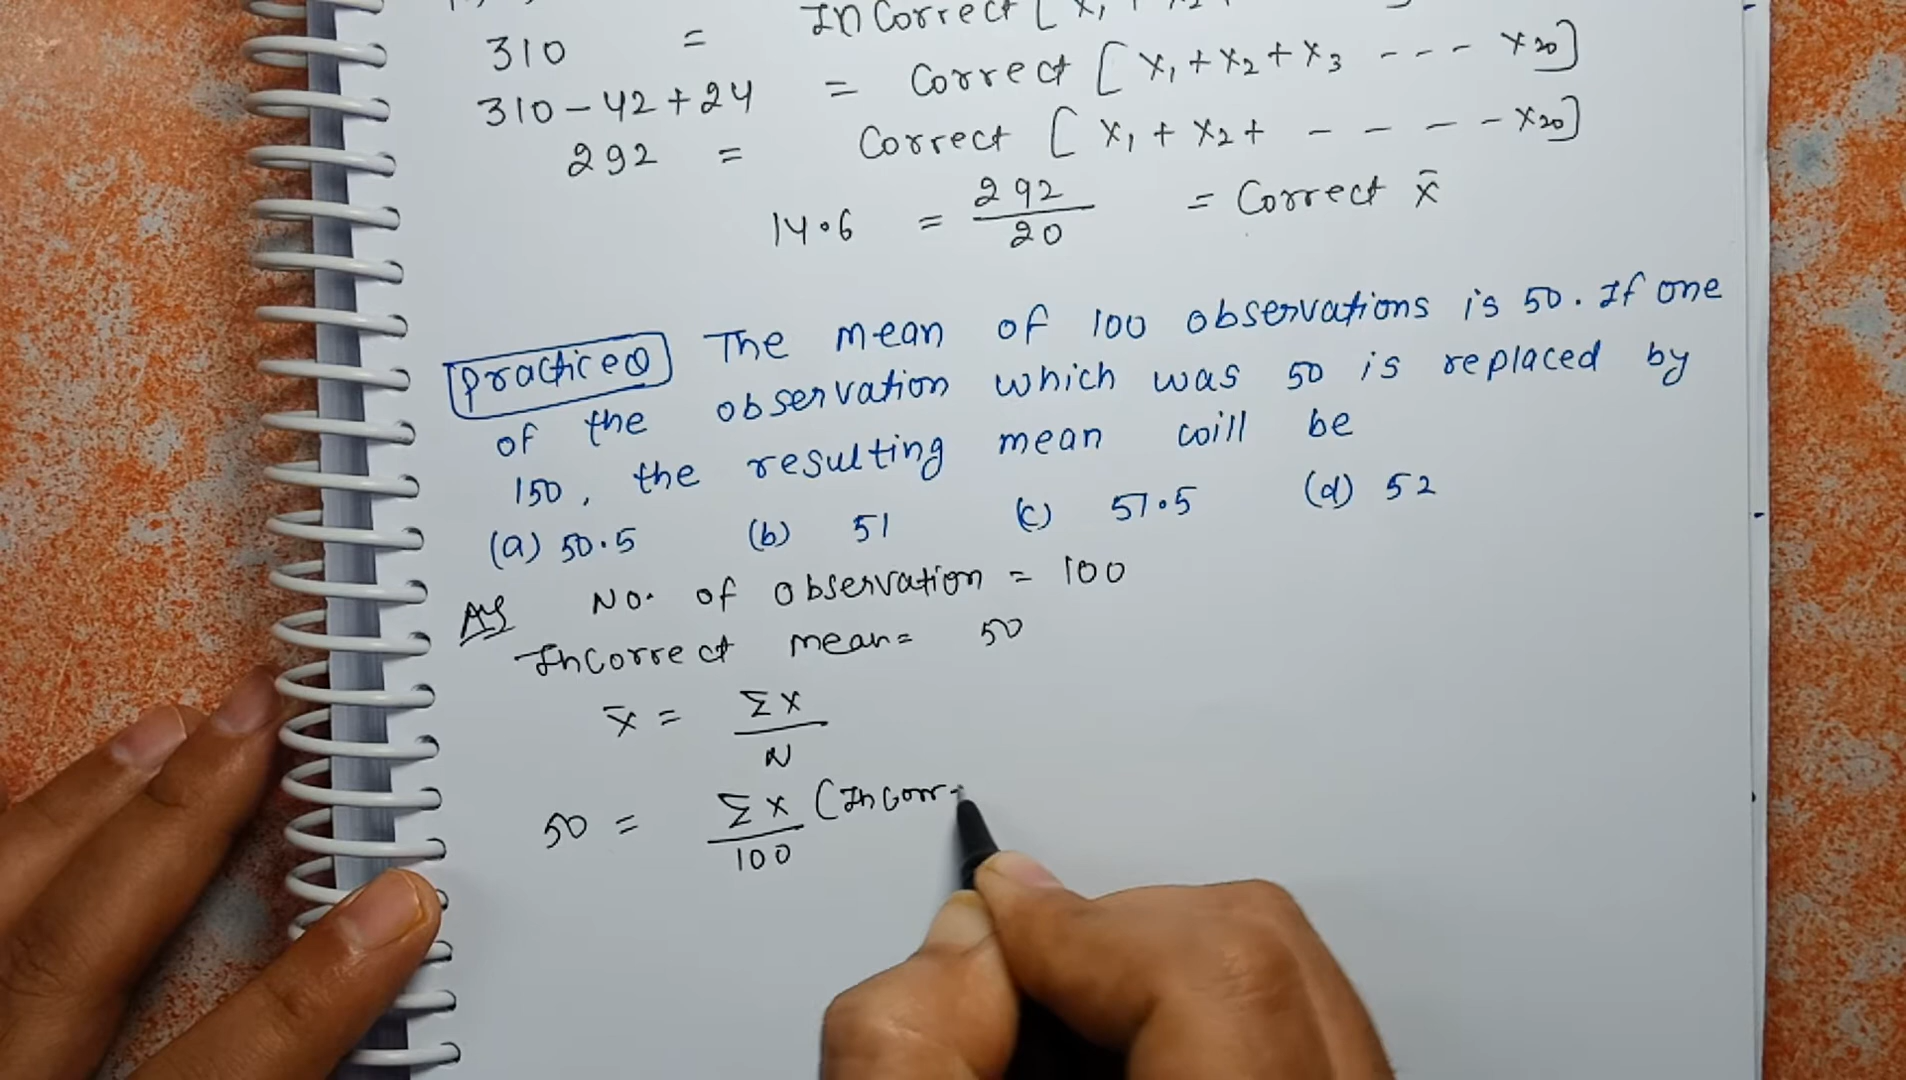 310 = InCorrect [ x₁ + x₂ +
310 - 42 + 24 = Correct [ x₁ + x₂ + x₃ - - - x₂₀ ]
292 = Correct [ x₁ + x₂ + - - - - x₂₀ ]
14.6 = 292/20 = Correct x̄
practice Q The mean of 100 observations is 50. If one
of the observation which was 50 is replaced by
150, the resulting mean will be
(a) 50.5 (b) 51 (c) 51.5 (d) 52
No. of observation = 100
InCorrect mean = 50
x̄ = Σx/N
50 = Σx/100 (InCorr